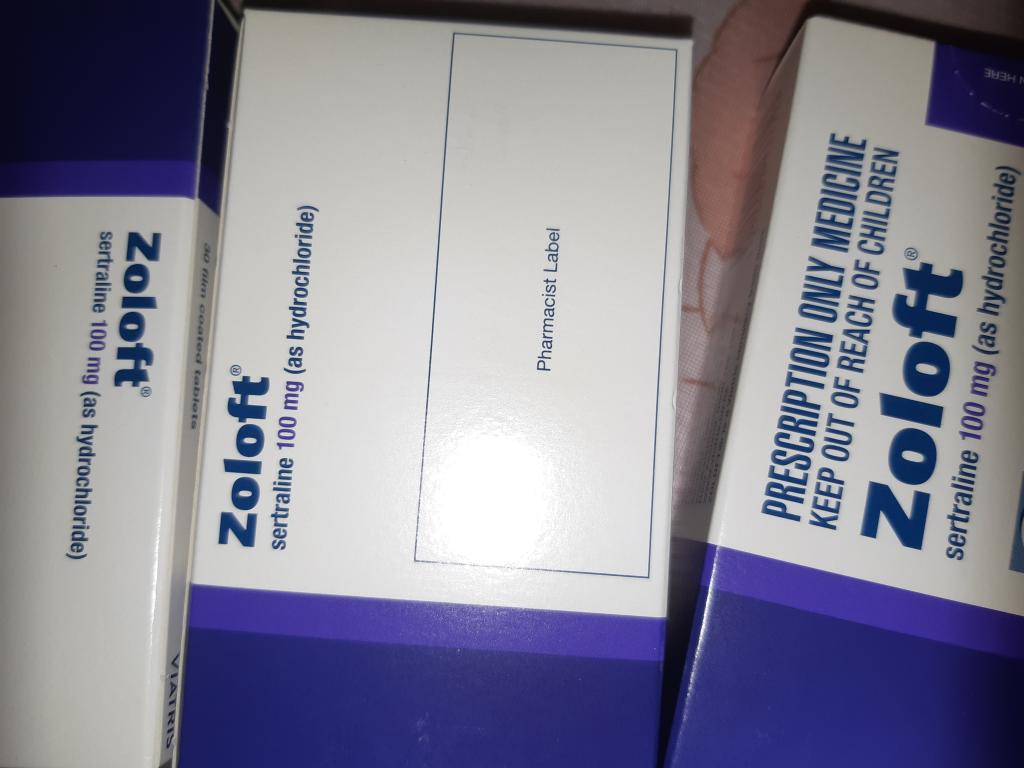 Zoloft®
sertraline 100 mg (as hydrochloride)
30 film coated tablets
VIATRIS
Zoloft®
sertraline 100 mg (as hydrochloride)
Pharmacist Label
PRESCRIPTION ONLY MEDICINE
KEEP OUT OF REACH OF CHILDREN
Zoloft®
sertraline 100 mg (as hydrochloride)
HERE